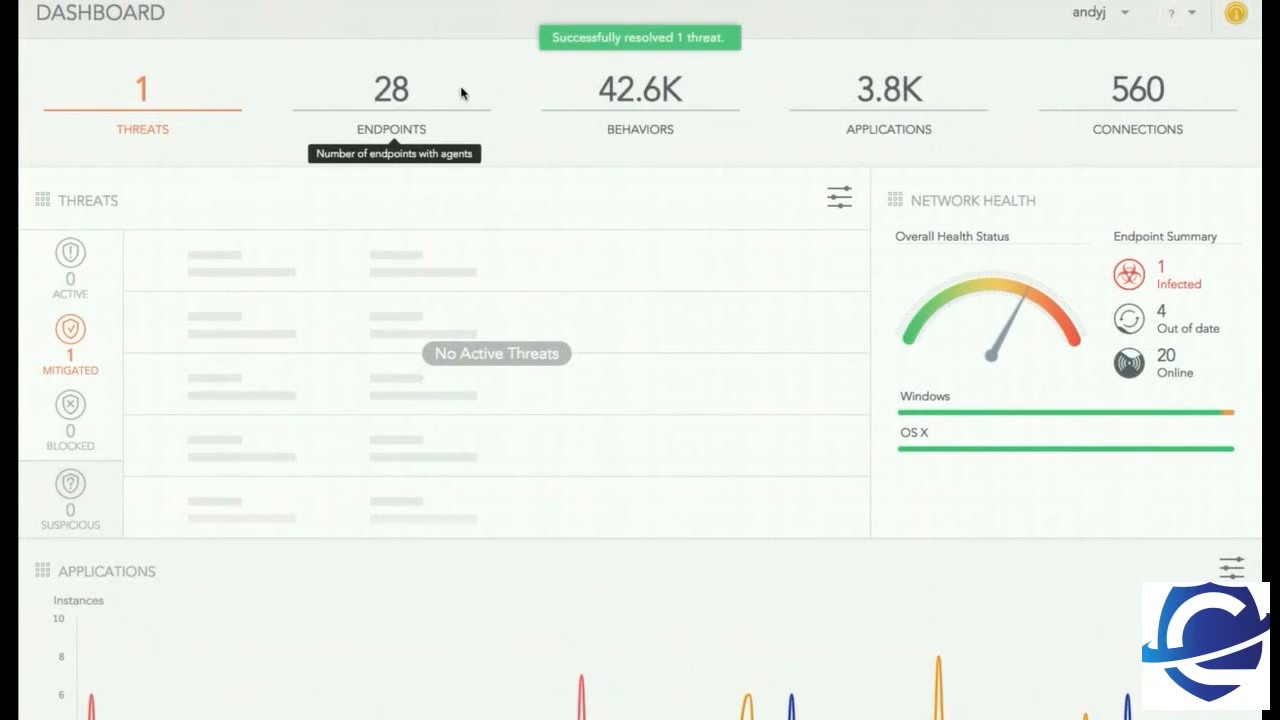 DASHBOARD
andyj
?
Successfully resolved 1 threat.
1
28
42.6K
3.8K
560
THREATS
ENDPOINTS
BEHAVIORS
APPLICATIONS
CONNECTIONS
Number of endpoints with agents
THREATS
0
ACTIVE
1
MITIGATED
0
BLOCKED
?
0
SUSPICIOUS
No Active Threats
NETWORK HEALTH
Overall Health Status
Endpoint Summary
1
Infected
4
Out of date
20
Online
Windows
OS X
APPLICATIONS
Instances
10
8
6